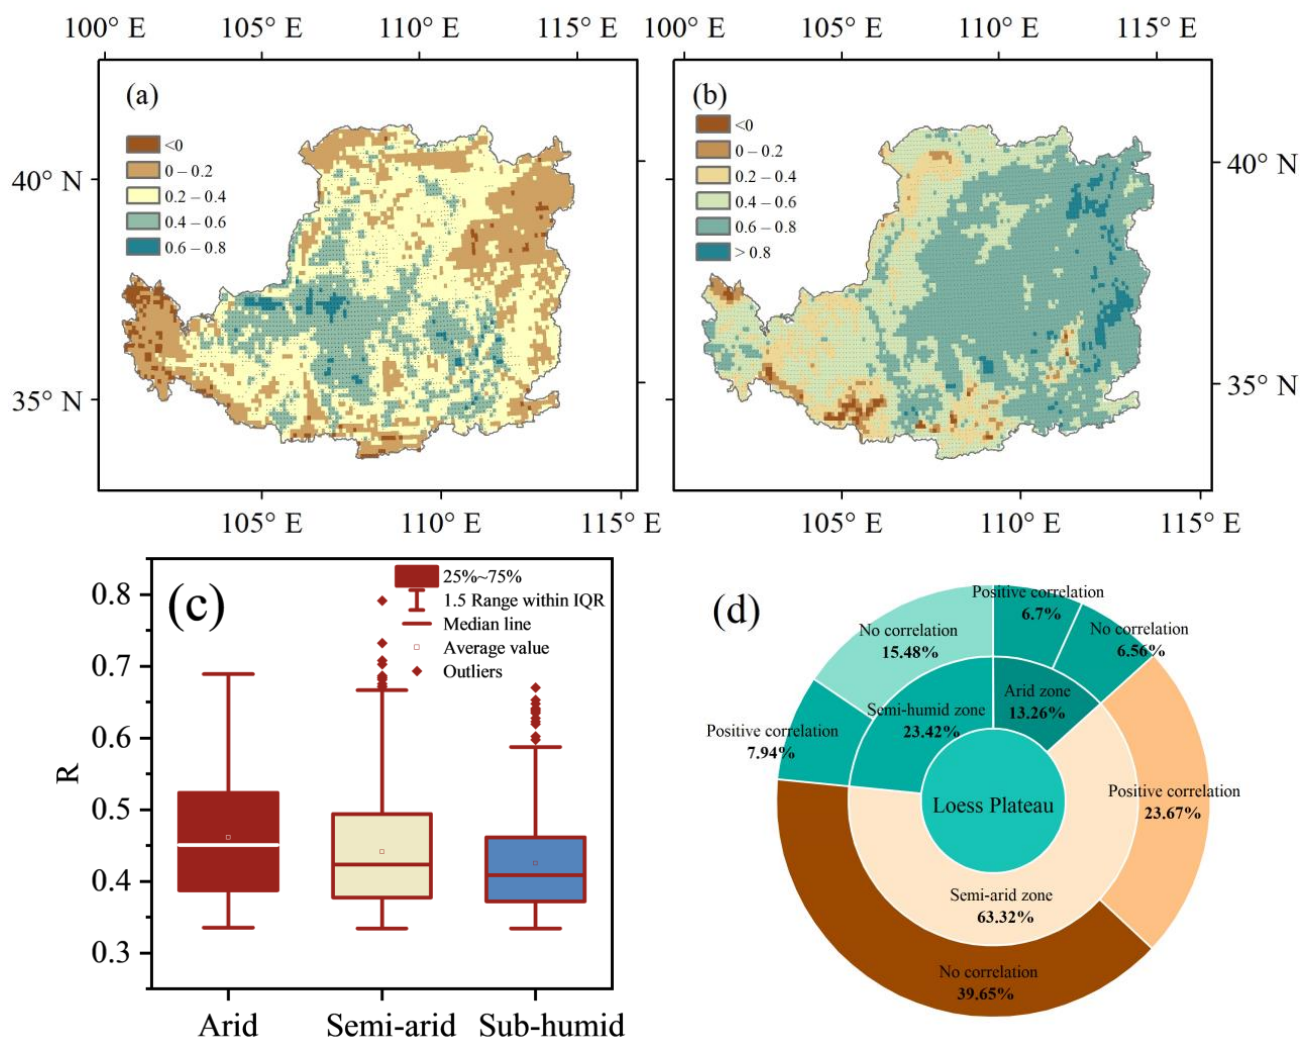 100° E 105° E 110° E 115° E
100° E 105° E 110° E 115° E
(a)
<0
0 – 0.2
0.2 – 0.4
0.4 – 0.6
0.6 – 0.8
40° N
35° N
105° E 110° E 115° E
(b)
<0
0 – 0.2
0.2 – 0.4
0.4 – 0.6
0.6 – 0.8
> 0.8
40° N
35° N
105° E 110° E 115° E
(c)
25%~75%
1.5 Range within IQR
Median line
Average value
Outliers
R
0.8
0.7
0.6
0.5
0.4
0.3
Arid Semi-arid Sub-humid
(d)
Positive correlation
6.7%
No correlation
6.56%
No correlation
15.48%
Arid zone
13.26%
Semi-humid zone
23.42%
Positive correlation
7.94%
Positive correlation
23.67%
Loess Plateau
Semi-arid zone
63.32%
No correlation
39.65%